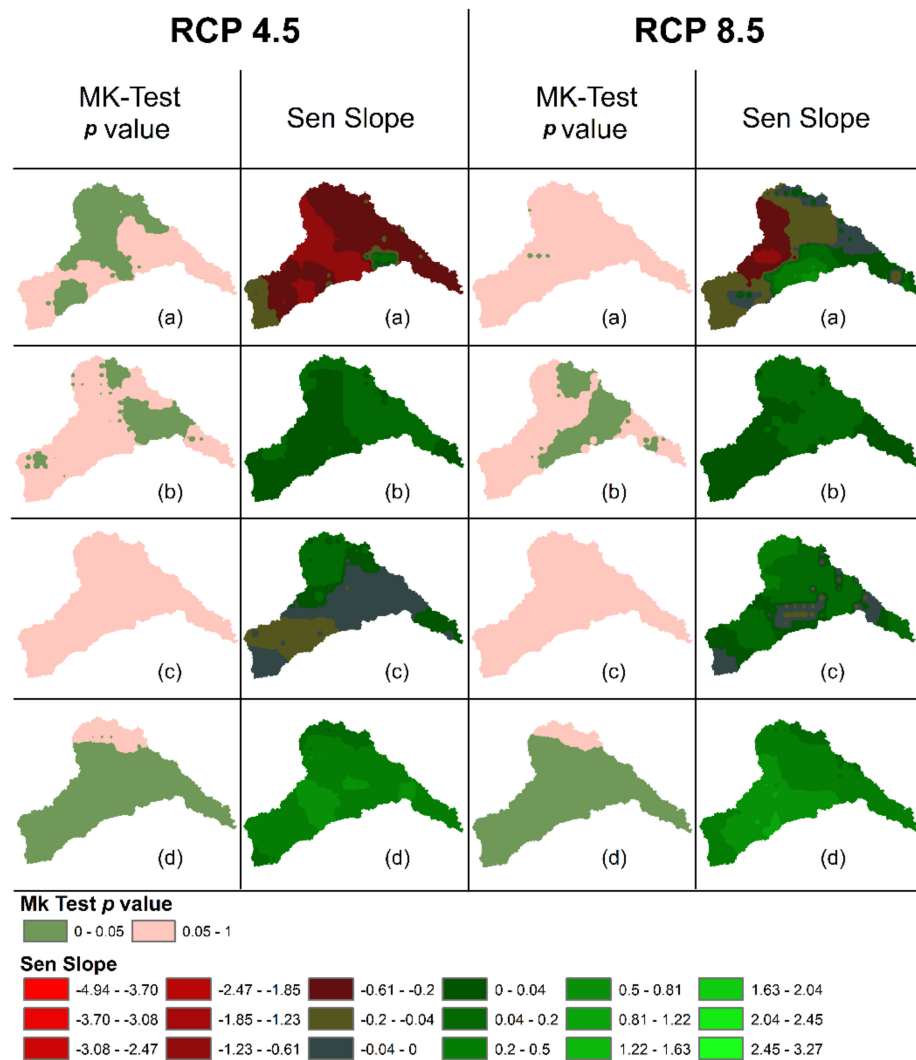 RCP 4.5 RCP 8.5
MK-Test Sen Slope MK-Test Sen Slope
p value p value
(a) (a) (a) (a)
(b) (b) (b) (b)
(c) (c) (c) (c)
(d) (d) (d) (d)
Mk Test p value
0 - 0.05 0.05 - 1
Sen Slope
-4.94 - -3.70 -2.47 - -1.85 -0.61 - -0.2 0 - 0.04 0.5 - 0.81 1.63 - 2.04
-3.70 - -3.08 -1.85 - -1.23 -0.2 - -0.04 0.04 - 0.2 0.81 - 1.22 2.04 - 2.45
-3.08 - -2.47 -1.23 - -0.61 -0.04 - 0 0.2 - 0.5 1.22 - 1.63 2.45 - 3.27